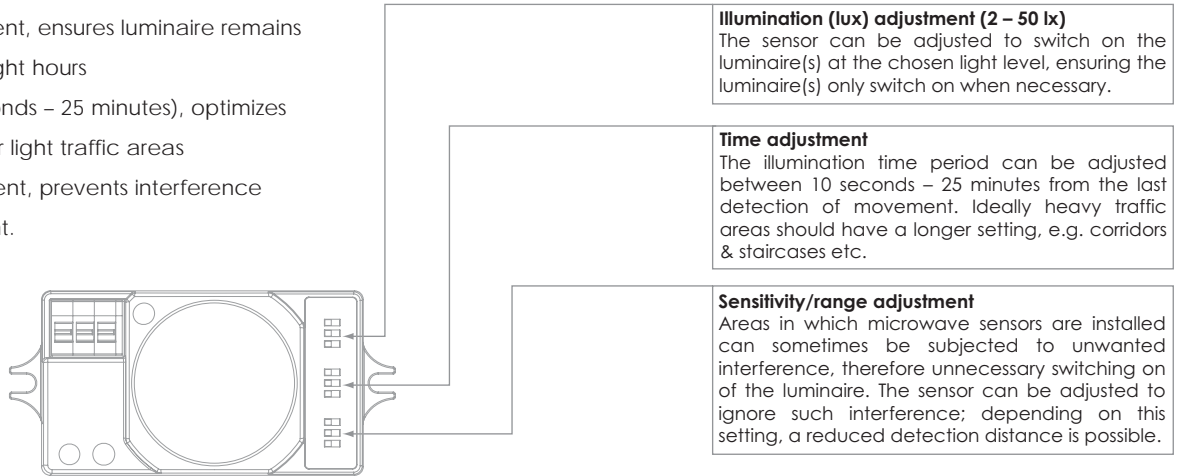 ent, ensures luminaire remains
ght hours
onds – 25 minutes), optimizes
r light traffic areas
ent, prevents interference
t.
Illumination (lux) adjustment (2 – 50 lx)
The sensor can be adjusted to switch on the
luminaire(s) at the chosen light level, ensuring the
luminaire(s) only switch on when necessary.
Time adjustment
The illumination time period can be adjusted
between 10 seconds – 25 minutes from the last
detection of movement. Ideally heavy traffic
areas should have a longer setting, e.g. corridors
& staircases etc.
Sensitivity/range adjustment
Areas in which microwave sensors are installed
can sometimes be subjected to unwanted
interference, therefore unnecessary switching on
of the luminaire. The sensor can be adjusted to
ignore such interference; depending on this
setting, a reduced detection distance is possible.